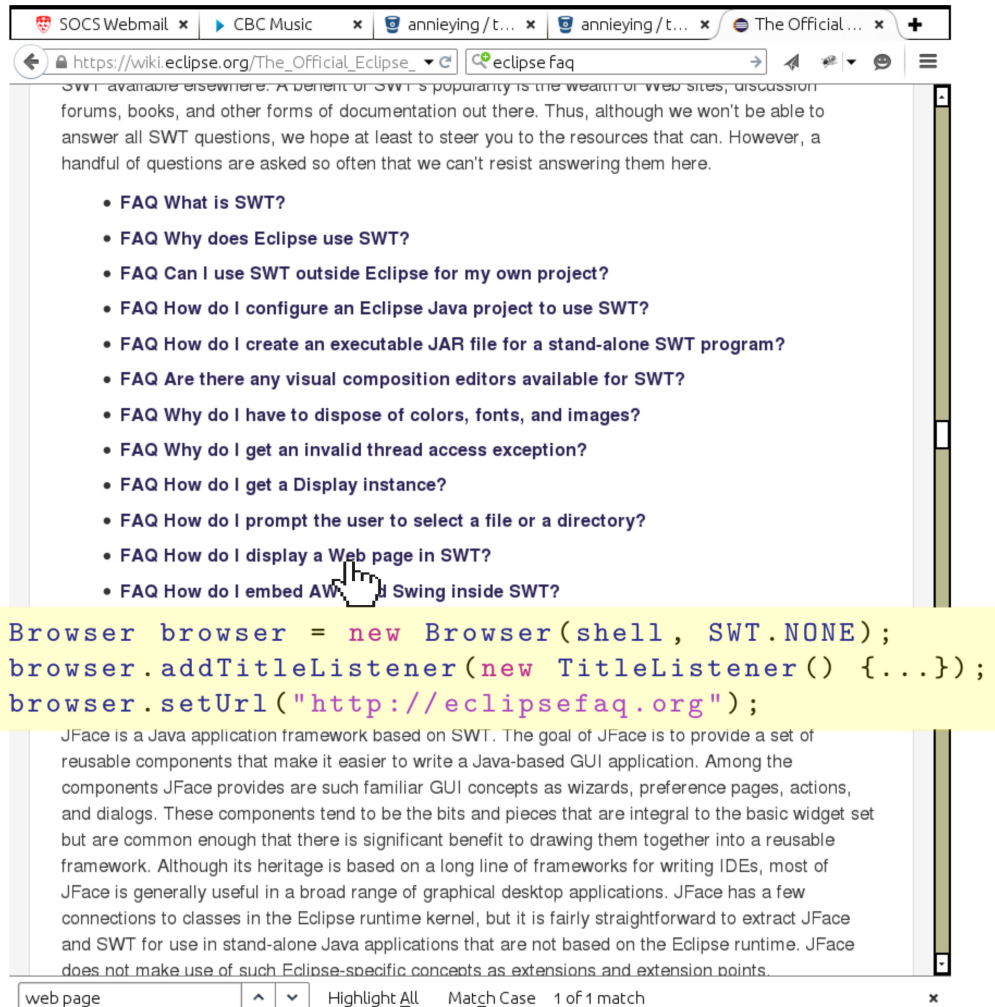 SOCS Webmail × CBC Music × annieying / t... × annieying / t... × The Official ... × +
https://wiki.eclipse.org/The_Official_Eclipse_ eclipse faq
SWT available elsewhere. A benefit of SWT's popularity is the wealth of Web sites, discussion
forums, books, and other forms of documentation out there. Thus, although we won't be able to
answer all SWT questions, we hope at least to steer you to the resources that can. However, a
handful of questions are asked so often that we can't resist answering them here.
• FAQ What is SWT?
• FAQ Why does Eclipse use SWT?
• FAQ Can I use SWT outside Eclipse for my own project?
• FAQ How do I configure an Eclipse Java project to use SWT?
• FAQ How do I create an executable JAR file for a stand-alone SWT program?
• FAQ Are there any visual composition editors available for SWT?
• FAQ Why do I have to dispose of colors, fonts, and images?
• FAQ Why do I get an invalid thread access exception?
• FAQ How do I get a Display instance?
• FAQ How do I prompt the user to select a file or a directory?
• FAQ How do I display a Web page in SWT?
• FAQ How do I embed AW Swing inside SWT?
Browser browser = new Browser(shell, SWT.NONE);
browser.addTitleListener(new TitleListener() {...});
browser.setUrl("http://eclipsefaq.org");
JFace is a Java application framework based on SWT. The goal of JFace is to provide a set of
reusable components that make it easier to write a Java-based GUI application. Among the
components JFace provides are such familiar GUI concepts as wizards, preference pages, actions,
and dialogs. These components tend to be the bits and pieces that are integral to the basic widget set
but are common enough that there is significant benefit to drawing them together into a reusable
framework. Although its heritage is based on a long line of frameworks for writing IDEs, most of
JFace is generally useful in a broad range of graphical desktop applications. JFace has a few
connections to classes in the Eclipse runtime kernel, but it is fairly straightforward to extract JFace
and SWT for use in stand-alone Java applications that are not based on the Eclipse runtime. JFace
does not make use of such Eclipse-specific concepts as extensions and extension points.
web page Highlight All Match Case 1 of 1 match ×